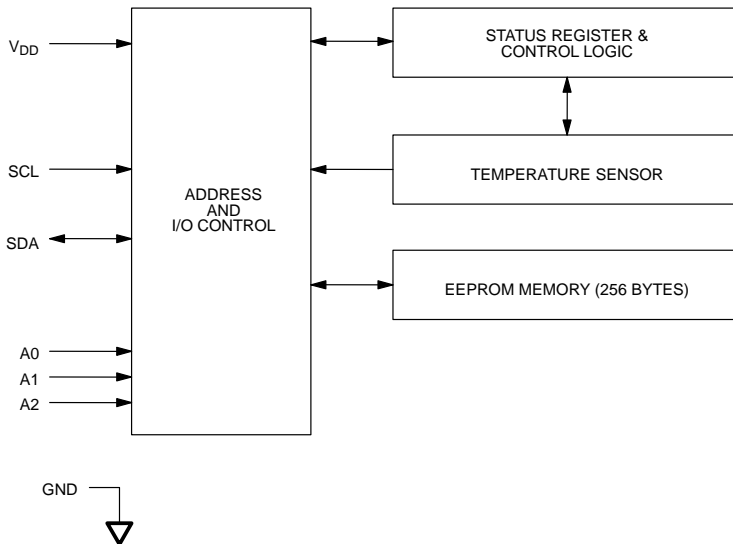 V_DD
SCL
SDA
A0
A1
A2
GND
ADDRESS
AND
I/O CONTROL
STATUS REGISTER &
CONTROL LOGIC
TEMPERATURE SENSOR
EEPROM MEMORY (256 BYTES)